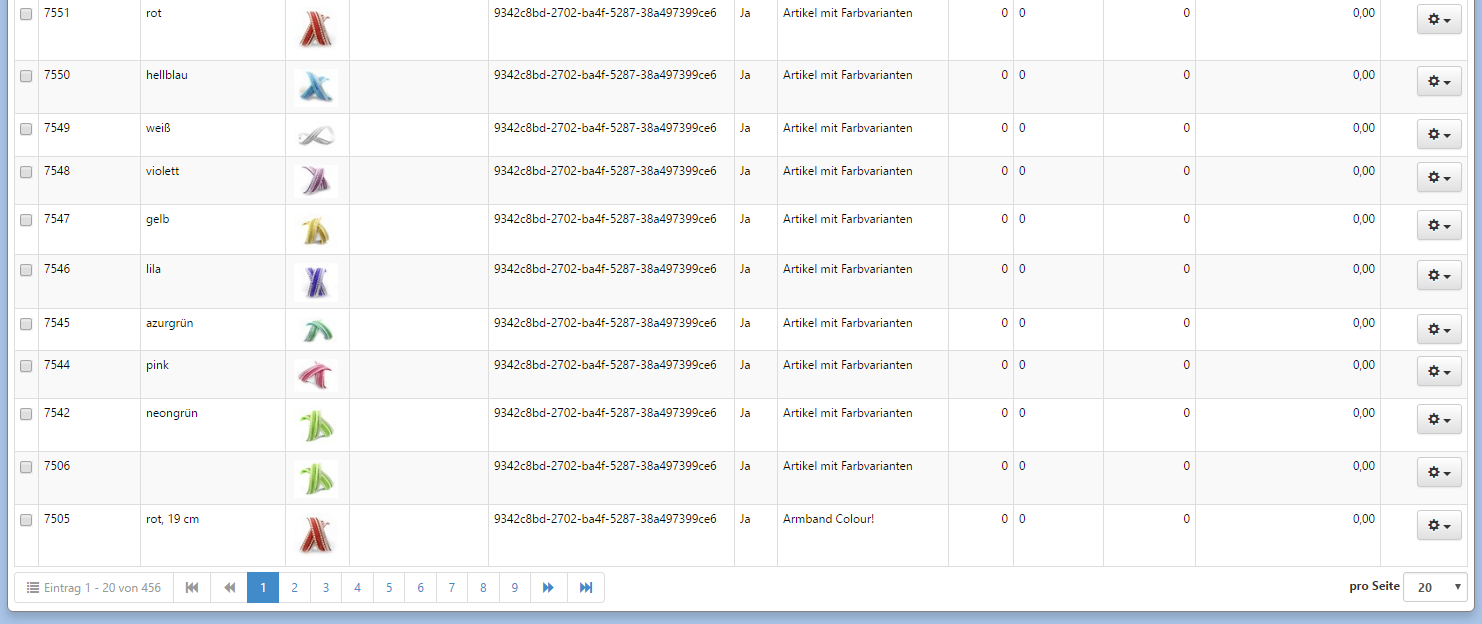 7551 rot 9342c8bd-2702-ba4f-5287-38a497399ce6 Ja Artikel mit Farbvarianten 0 0 0 0,00
7550 hellblau 9342c8bd-2702-ba4f-5287-38a497399ce6 Ja Artikel mit Farbvarianten 0 0 0 0,00
7549 weiß 9342c8bd-2702-ba4f-5287-38a497399ce6 Ja Artikel mit Farbvarianten 0 0 0 0,00
7548 violett 9342c8bd-2702-ba4f-5287-38a497399ce6 Ja Artikel mit Farbvarianten 0 0 0 0,00
7547 gelb 9342c8bd-2702-ba4f-5287-38a497399ce6 Ja Artikel mit Farbvarianten 0 0 0 0,00
7546 lila 9342c8bd-2702-ba4f-5287-38a497399ce6 Ja Artikel mit Farbvarianten 0 0 0 0,00
7545 azurgrün 9342c8bd-2702-ba4f-5287-38a497399ce6 Ja Artikel mit Farbvarianten 0 0 0 0,00
7544 pink 9342c8bd-2702-ba4f-5287-38a497399ce6 Ja Artikel mit Farbvarianten 0 0 0 0,00
7542 neongrün 9342c8bd-2702-ba4f-5287-38a497399ce6 Ja Artikel mit Farbvarianten 0 0 0 0,00
7506 9342c8bd-2702-ba4f-5287-38a497399ce6 Ja Artikel mit Farbvarianten 0 0 0 0,00
7505 rot, 19 cm 9342c8bd-2702-ba4f-5287-38a497399ce6 Ja Armband Colour! 0 0 0 0,00
Eintrag 1 - 20 von 456 1 2 3 4 5 6 7 8 9 pro Seite 20